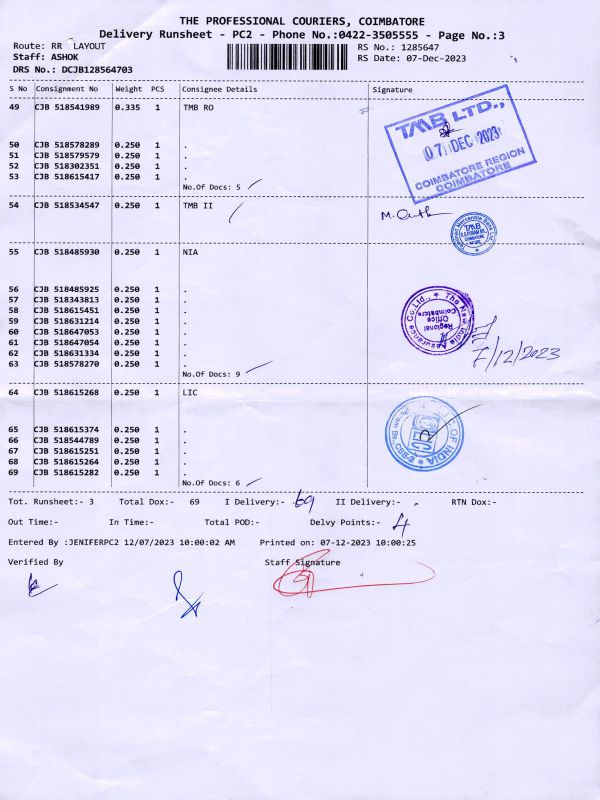 THE PROFESSIONAL COURIERS, COIMBATORE
Delivery Runsheet - PC2 - Phone No.:0422-3505555 - Page No.:3
Route: RR LAYOUT RS No.: 1285647
Staff: ASHOK RS Date: 07-Dec-2023
DRS No.: DCJB128564703
S No Consignment No Weight PCS Consignee Details Signature
49 CJB 518541989 0.335 1 TMB RO
TMB LTD.,
07 DEC 2023
COIMBATORE REGION
COIMBATORE
50 CJB 518578289 0.250 1 .
51 CJB 518579579 0.250 1 .
52 CJB 518302351 0.250 1 .
53 CJB 518615417 0.250 1 .
No.Of Docs: 5
54 CJB 518534547 0.250 1 TMB II
TMB
55 CJB 518485930 0.250 1 NIA
56 CJB 518485925 0.250 1 .
57 CJB 518343813 0.250 1 .
58 CJB 518615451 0.250 1 .
59 CJB 518631214 0.250 1 .
60 CJB 518647053 0.250 1 .
61 CJB 518647054 0.250 1 .
62 CJB 518631334 0.250 1 .
63 CJB 518578270 0.250 1 .
The New India Assurance Co. Ltd.,
Regional
Office
Coimbatore
7/12/2023
No.Of Docs: 9
64 CJB 518615268 0.250 1 LIC
OF INDIA
65 CJB 518615374 0.250 1 .
66 CJB 518544789 0.250 1 .
67 CJB 518615251 0.250 1 .
68 CJB 518615264 0.250 1 .
69 CJB 518615282 0.250 1 .
No.Of Docs: 6
Tot. Runsheet:- 3 Total Dox:- 69 I Delivery:- 69 II Delivery:- RTN Dox:-
Out Time:- In Time:- Total POD:- Delvy Points:- 4
Entered By :JENIFERPC2 12/07/2023 10:00:02 AM Printed on: 07-12-2023 10:00:25
Verified By Staff Signature